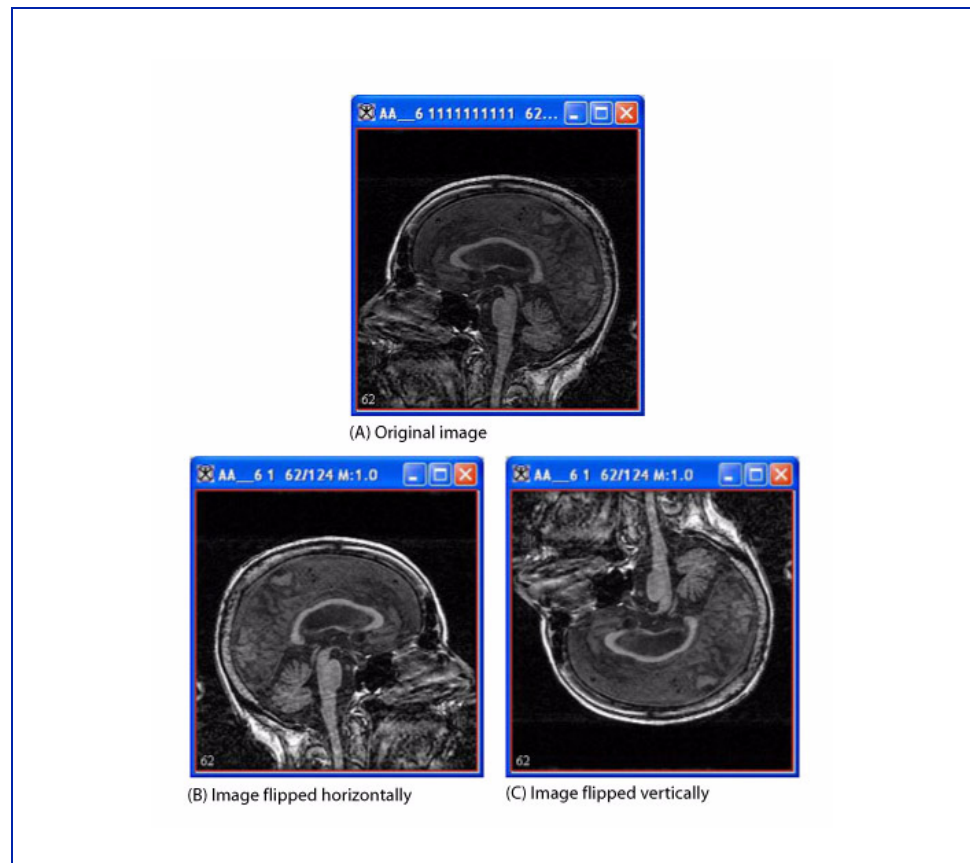 AA__6 1111111111 62...
62
(A) Original image
AA__6 1 62/124 M:1.0
AA__6 1 62/124 M:1.0
62
(B) Image flipped horizontally
(C) Image flipped vertically